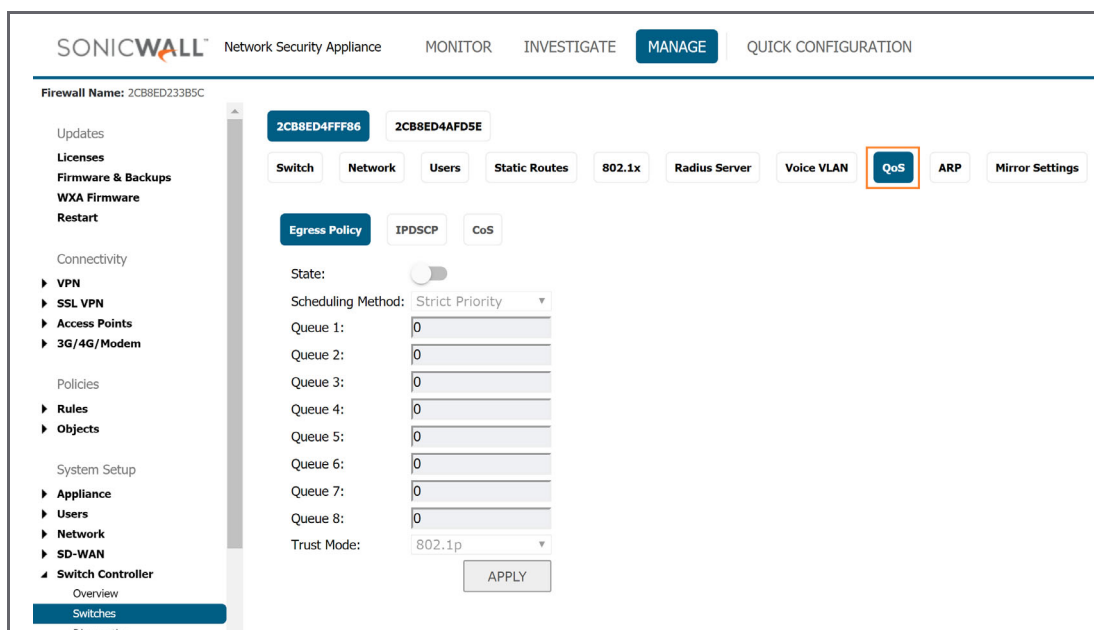 SONICWALL™ Network Security Appliance MONITOR INVESTIGATE MANAGE QUICK CONFIGURATION
Firewall Name: 2CB8ED233B5C
Updates
Licenses
Firmware & Backups
WXA Firmware
Restart
Connectivity
VPN
SSL VPN
Access Points
3G/4G/Modem
Policies
Rules
Objects
System Setup
Appliance
Users
Network
SD-WAN
Switch Controller
Overview
Switches
2CB8ED4FFF86 2CB8ED4AFD5E
Switch Network Users Static Routes 802.1x Radius Server Voice VLAN QoS ARP Mirror Settings
Egress Policy IPDSCP CoS
State:
Scheduling Method: Strict Priority
Queue 1: 0
Queue 2: 0
Queue 3: 0
Queue 4: 0
Queue 5: 0
Queue 6: 0
Queue 7: 0
Queue 8: 0
Trust Mode: 802.1p
APPLY